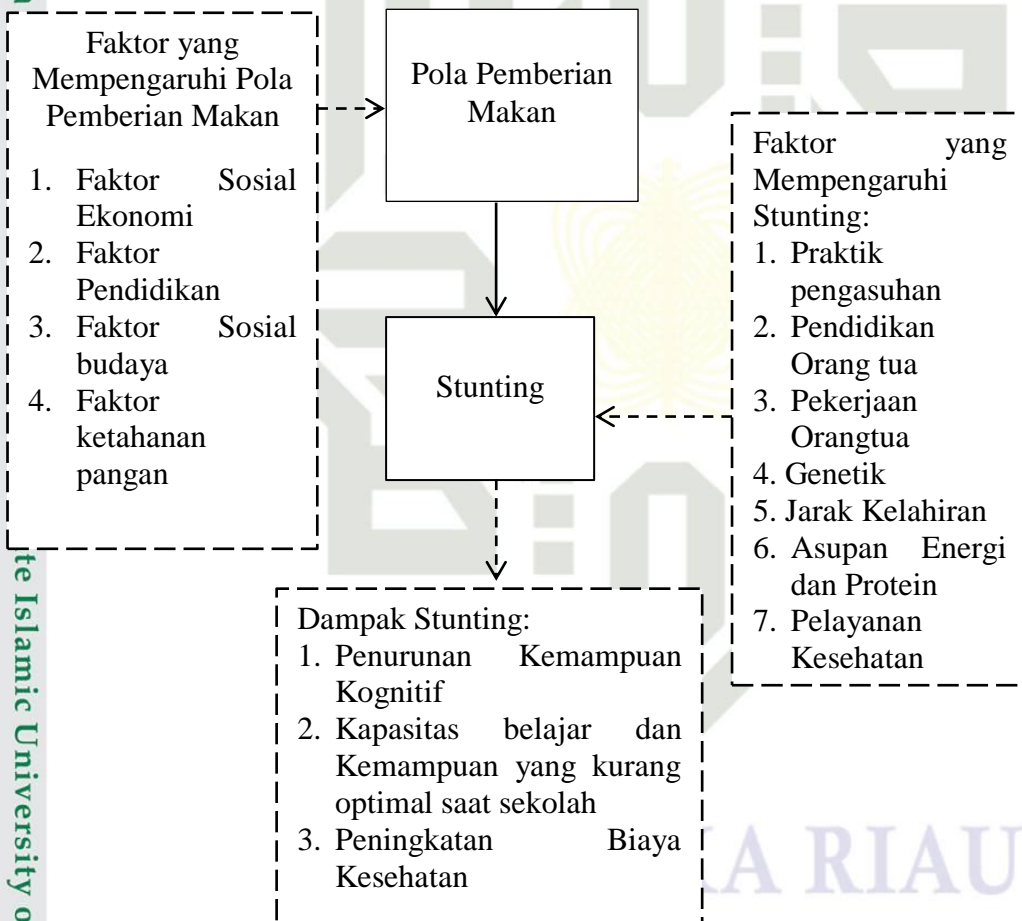 Faktor yang
Mempengaruhi Pola
Pemberian Makan
1. Faktor Sosial
Ekonomi
2. Faktor
Pendidikan
3. Faktor Sosial
budaya
4. Faktor
ketahanan
pangan
Pola Pemberian
Makan
Stunting
Faktor yang
Mempengaruhi
Stunting:
1. Praktik
pengasuhan
2. Pendidikan
Orang tua
3. Pekerjaan
Orangtua
4. Genetik
5. Jarak Kelahiran
6. Asupan Energi
dan Protein
7. Pelayanan
Kesehatan
Dampak Stunting:
1. Penurunan Kemampuan
Kognitif
2. Kapasitas belajar dan
Kemampuan yang kurang
optimal saat sekolah
3. Peningkatan Biaya
Kesehatan
te Islamic University o
KA RIAU